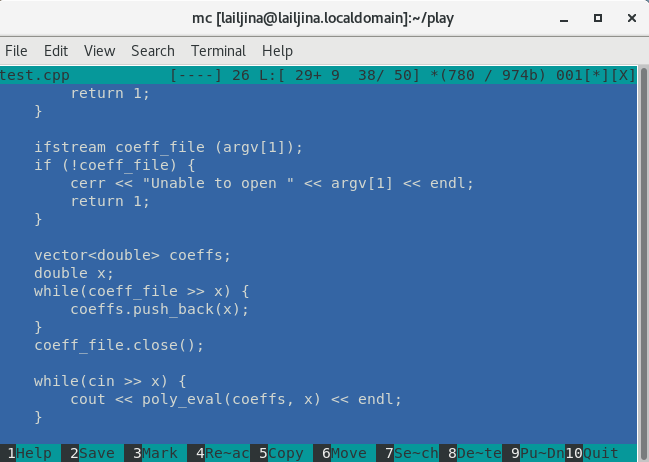 mc [lailjina@lailjina.localdomain]:~/play
File Edit View Search Terminal Help
test.cpp [----] 26 L:[ 29+ 9 38/ 50] *(780 / 974b) 001[*][X]
return 1;
}
ifstream coeff_file (argv[1]);
if (!coeff_file) {
cerr << "Unable to open " << argv[1] << endl;
return 1;
}
vector<double> coeffs;
double x;
while(coeff_file >> x) {
coeffs.push_back(x);
}
coeff_file.close();
while(cin >> x) {
cout << poly_eval(coeffs, x) << endl;
}
1Help 2Save 3Mark 4Re~ac 5Copy 6Move 7Se~ch 8De~te 9Pu~Dn 10Quit